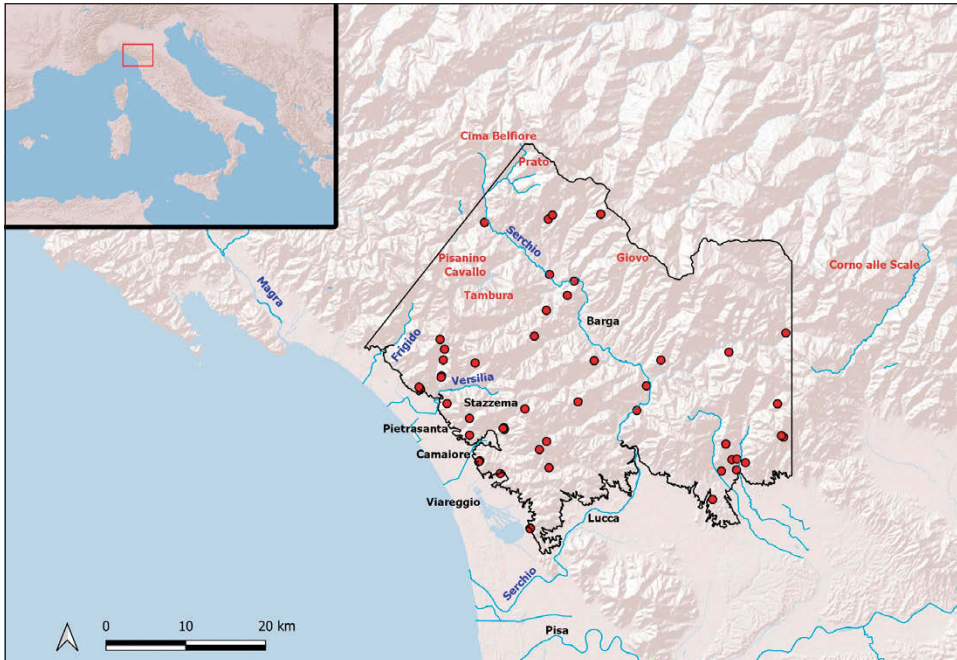 Cima Belfiore
Prato
Serchio
Pisanino
Cavallo
Giovo
Corno alle Scale
Magra
Tambura
Barga
Frigido
Versilia
Stazzema
Pietrasanta
Camaiore
Viareggio
Lucca
Serchio
0 10 20 km
Pisa